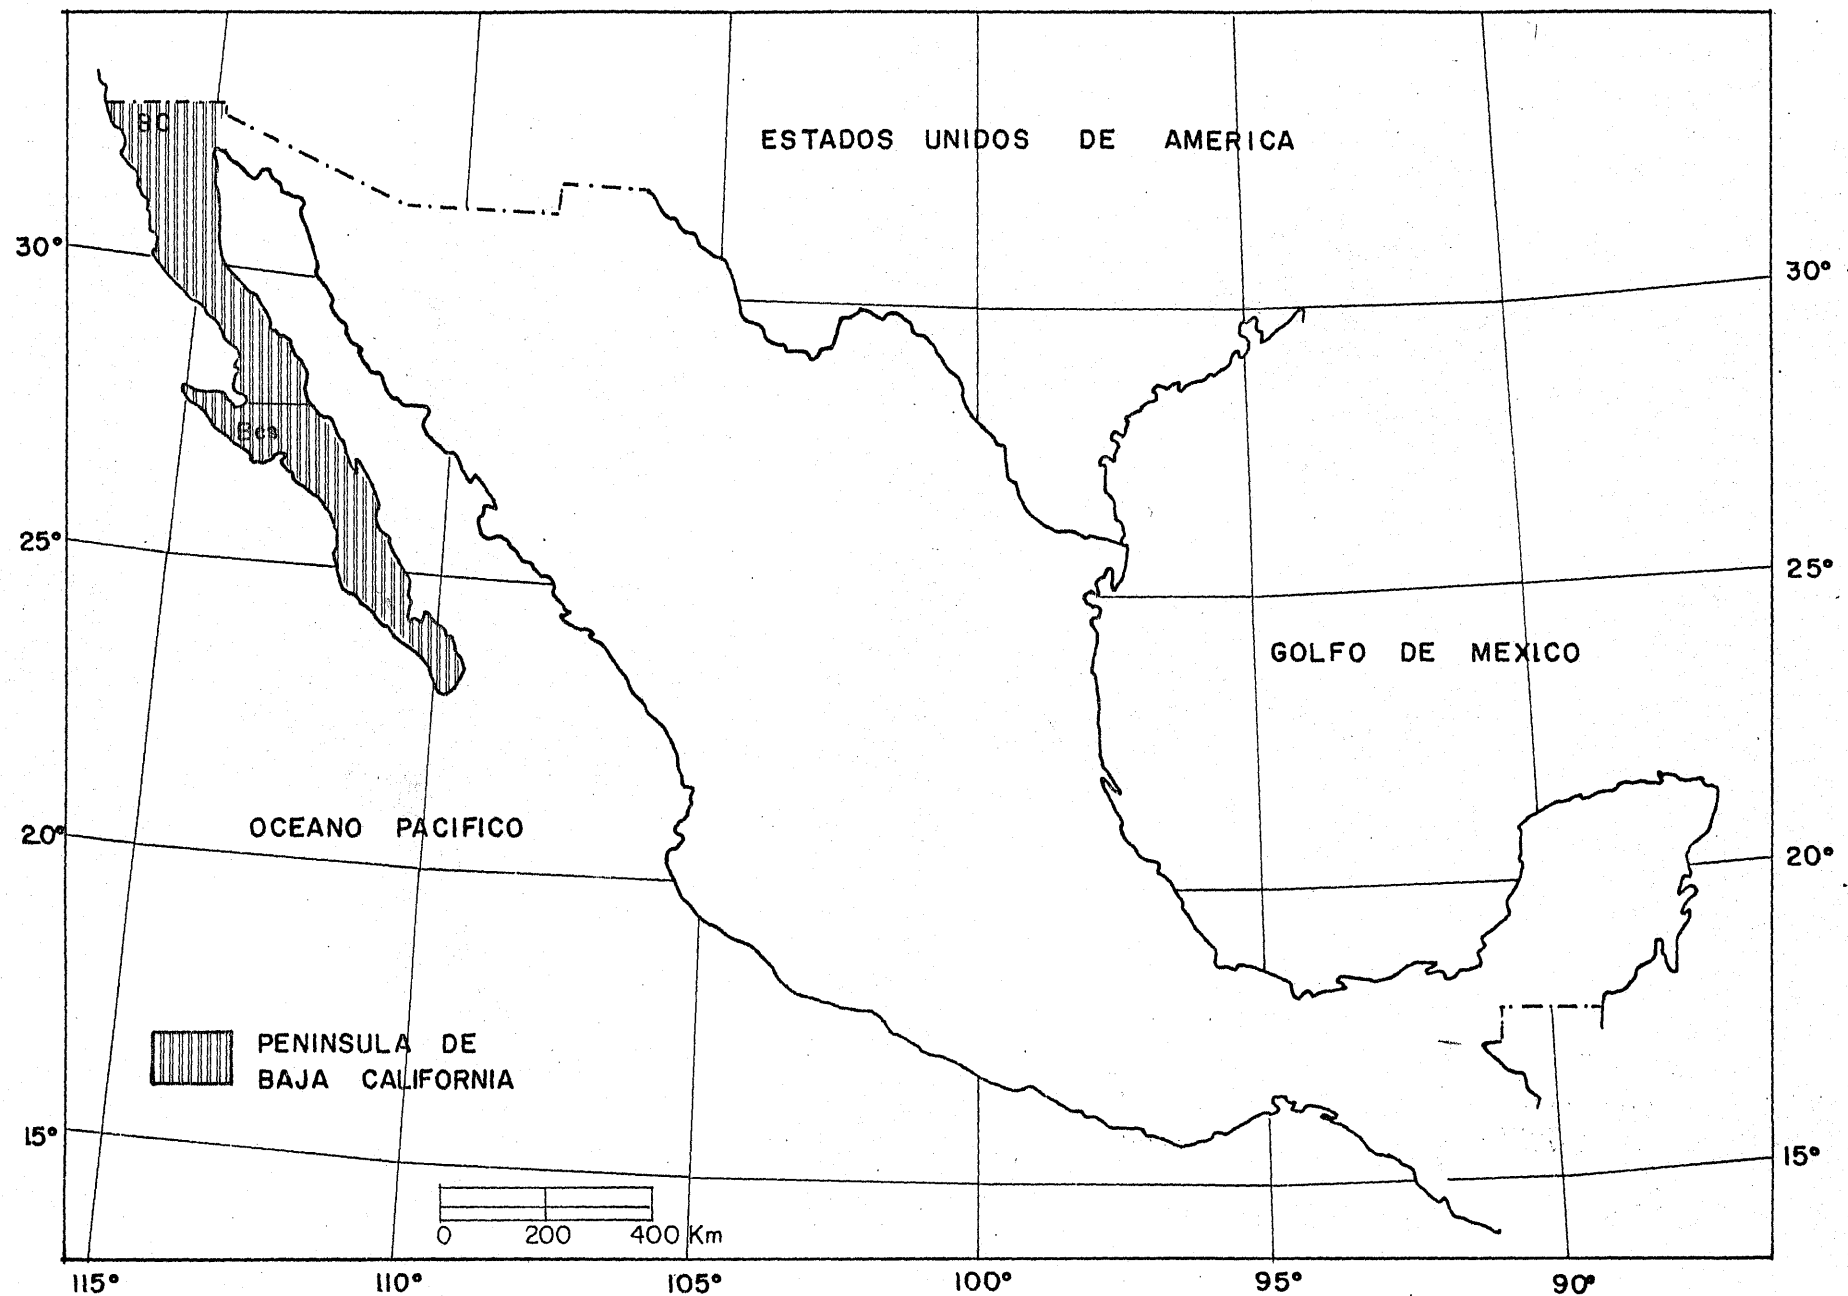 BC
ESTADOS UNIDOS DE AMERICA
30°
30°
Bcs
25°
25°
GOLFO DE MEXICO
OCEANO PACIFICO
20°
20°
PENINSULA DE
BAJA CALIFORNIA
15°
15°
0 200 400 Km
115° 110° 105° 100° 95° 90°